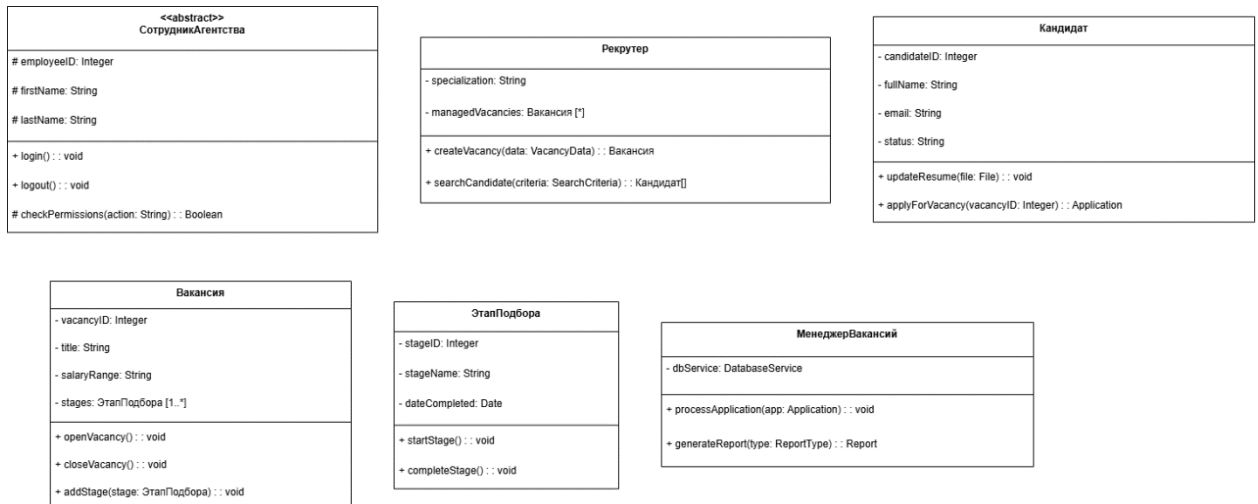 <<abstract>>
СотрудникАгентства
# employeeID: Integer
# firstName: String
# lastName: String
+ login() : : void
+ logout() : : void
# checkPermissions(action: String) : : Boolean
Рекрутер
- specialization: String
- managedVacancies: Вакансия [*]
+ createVacancy(data: VacancyData) : : Вакансия
+ searchCandidate(criteria: SearchCriteria) : : Кандидат[]
Кандидат
- candidateID: Integer
- fullName: String
- email: String
- status: String
+ updateResume(file: File) : : void
+ applyForVacancy(vacancyID: Integer) : : Application
Вакансия
- vacancyID: Integer
- title: String
- salaryRange: String
- stages: ЭтапПодбора [1..*]
+ openVacancy() : : void
+ closeVacancy() : : void
+ addStage(stage: ЭтапПодбора) : : void
ЭтапПодбора
- stageID: Integer
- stageName: String
- dateCompleted: Date
+ startStage() : : void
+ completeStage() : : void
МенеджерВакансий
- dbService: DatabaseService
+ processApplication(app: Application) : : void
+ generateReport(type: ReportType) : : Report